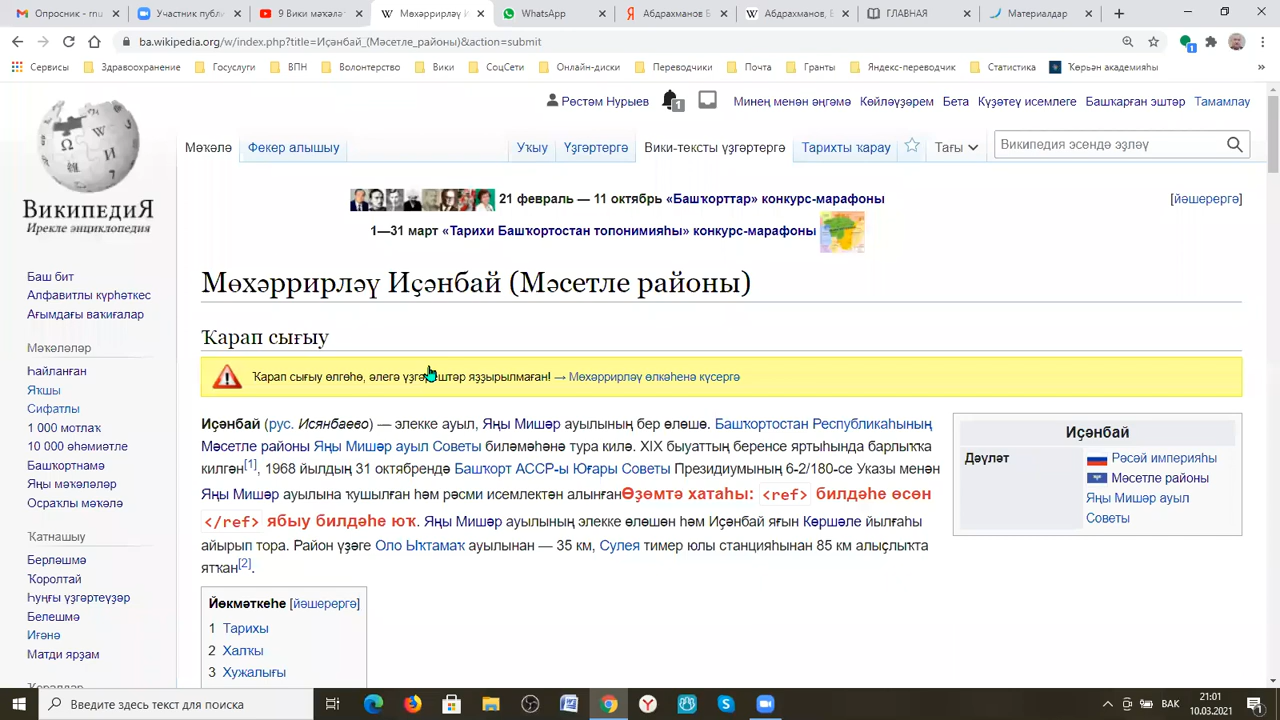 Опросник - rnu
Участник публи
9 Вики мәҡалә -
Мөхәррирләү И
WhatsApp
Абдрахманов Б
Абдрахман, Б
ГЛАВНАЯ
Материалдар
ba.wikipedia.org/w/index.php?title=Иҫәнбай_(Мәсетле_районы)&action=submit
Сервисы Здравоохранение Госуслуги ВПН Волонтерство Вики СоцСети Онлайн-диски Переводчики Почта Гранты Яндекс-переводчик Статистика Ҡөрьән академияһы »
1
Рөстәм Нурыев 1 Минең менән әңгәмә Көйләүҙәрем Бета Күҙәтеү исемлеге Башҡарған эштәр Тамамлау
Мәҡалә Фекер алышыу Уҡыу Үҙгәртергә Вики-тексты үҙгәртергә Тарихты ҡарау Тағы Википедия эсендә эҙләү
ВикипедиЯ
Ирекле энциклопедия
21 февраль — 11 октябрь «Башҡорттар» конкурс-марафоны [йәшерергә]
1—31 март «Тарихи Башҡортостан топонимияһы» конкурс-марафоны
Баш бит
Алфавитлы күрһәткес
Ағымдағы ваҡиғалар
Мәҡәләләр
Һайланған
Яҡшы
Сифатлы
1 000 мотлаҡ
10 000 әһәмиәтле
Башҡортнамә
Яңы мәҡәләләр
Осраҡлы мәҡәлә
Ҡатнашыу
Берләшмә
Ҡоролтай
Һуңғы үҙгәртеүҙәр
Белешмә
Иғәнә
Матди ярҙам
Ҡоралдар
Мөхәррирләү Иҫәнбай (Мәсетле районы)
Ҡарап сығыу
Ҡарап сығыу өлгөһө, әлегә үҙгәрештәр яҙҙырылмаған! → Мөхәррирләү өлкәһенә күсергә
Иҫәнбай (рус. Исянбаево) — элекке ауыл, Яңы Мишәр ауылының бер өлөшө. Башҡортостан Республикаһының
Мәсетле районы Яңы Мишәр ауыл Советы биләмәһенә тура килә. XIX быуаттың беренсе яртыһында барлыҡҡа
килгән[1], 1968 йылдың 31 октябрендә Башҡорт АССР-ы Юғары Советы Президиумының 6-2/180-се Указы менән
Яңы Мишәр ауылына ҡушылған һәм рәсми исемлектән алынғанӨҙөмтә хатаһы: <ref> билдәһе өсөн
</ref> ябыу билдәһе юҡ. Яңы Мишәр ауылының элекке өлөшөн һәм Иҫәнбай яғын Көршәле йылғаһы
айырып тора. Район үҙәге Оло Ыҡтамаҡ ауылынан — 35 км, Сулея тимер юлы станцияһынан 85 км алыҫлыҡта
ятҡан[2].
Иҫәнбай
Дәүләт Рәсәй империяһы
Мәсетле районы
Яңы Мишәр ауыл
Советы
Йөкмәткеһе [йәшерергә]
1 Тарихы
2 Халҡы
3 Хужалығы
Введите здесь текст для поиска
ВАК
21:01
10.03.2021
1